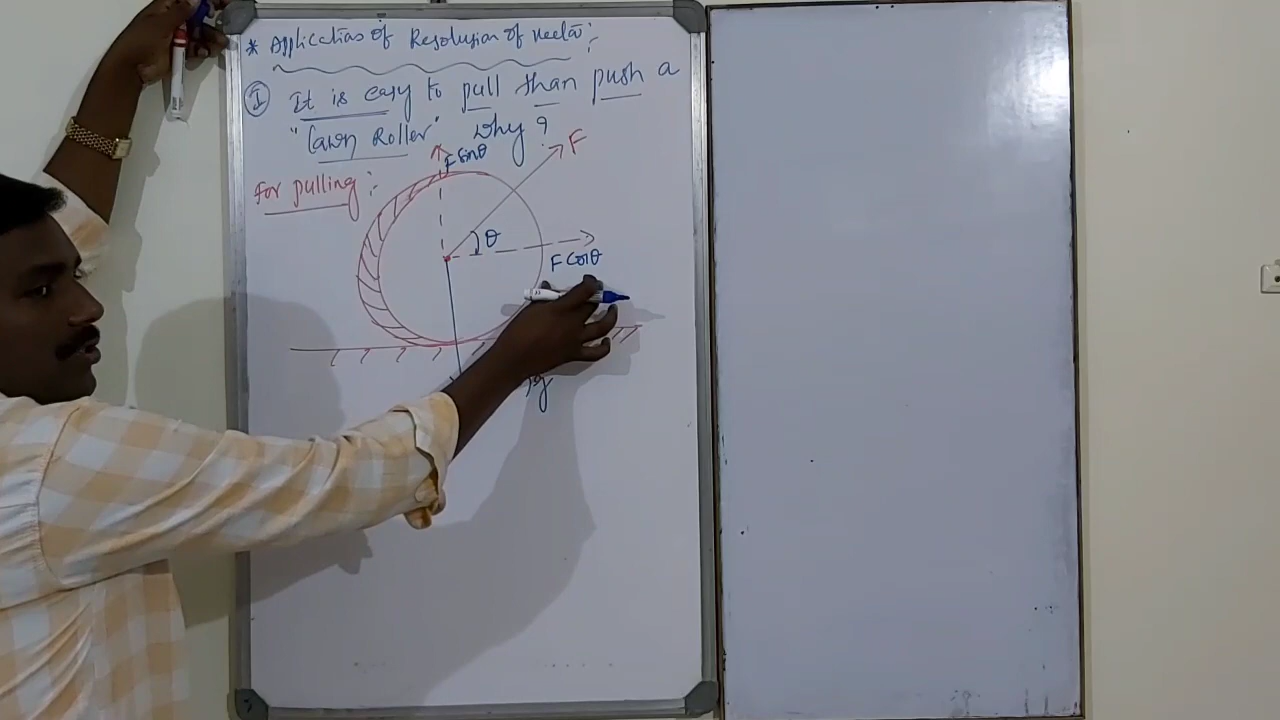 * Applications of Resolution of Vector :-
① It is easy to pull than push a
"Lawn Roller" Why ?
F sinθ
F
For pulling :-
θ
F cosθ
g